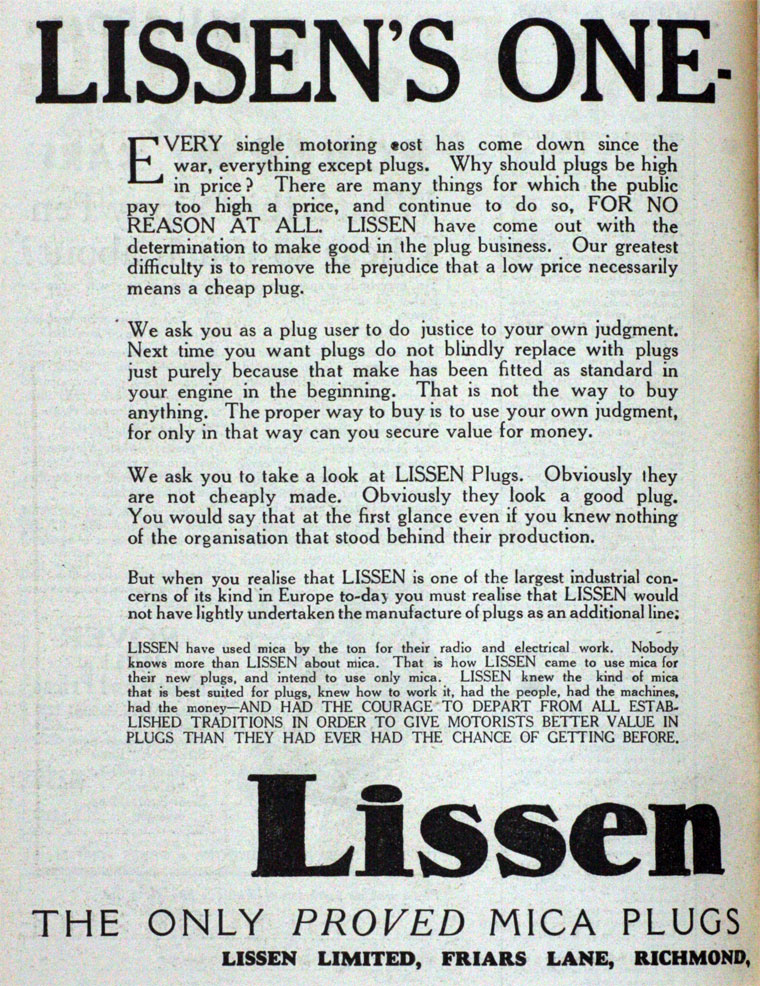 LISSEN'S ONE-
EVERY single motoring cost has come down since the
war, everything except plugs. Why should plugs be high
in price? There are many things for which the public
pay too high a price, and continue to do so, FOR NO
REASON AT ALL. LISSEN have come out with the
determination to make good in the plug business. Our greatest
difficulty is to remove the prejudice that a low price necessarily
means a cheap plug.
We ask you as a plug user to do justice to your own judgment.
Next time you want plugs do not blindly replace with plugs
just purely because that make has been fitted as standard in
your engine in the beginning. That is not the way to buy
anything. The proper way to buy is to use your own judgment,
for only in that way can you secure value for money.
We ask you to take a look at LISSEN Plugs. Obviously they
are not cheaply made. Obviously they look a good plug.
You would say that at the first glance even if you knew nothing
of the organisation that stood behind their production.
But when you realise that LISSEN is one of the largest industrial con-
cerns of its kind in Europe to-day you must realise that LISSEN would
not have lightly undertaken the manufacture of plugs as an additional line;
LISSEN have used mica by the ton for their radio and electrical work. Nobody
knows more than LISSEN about mica. That is how LISSEN came to use mica for
their new plugs, and intend to use only mica. LISSEN knew the kind of mica
that is best suited for plugs, knew how to work it, had the people, had the machines,
had the money—AND HAD THE COURAGE TO DEPART FROM ALL ESTAB-
LISHED TRADITIONS IN ORDER TO GIVE MOTORISTS BETTER VALUE IN
PLUGS THAN THEY HAD EVER HAD THE CHANCE OF GETTING BEFORE.
Lissen
THE ONLY PROVED MICA PLUGS
LISSEN LIMITED, FRIARS LANE, RICHMOND,